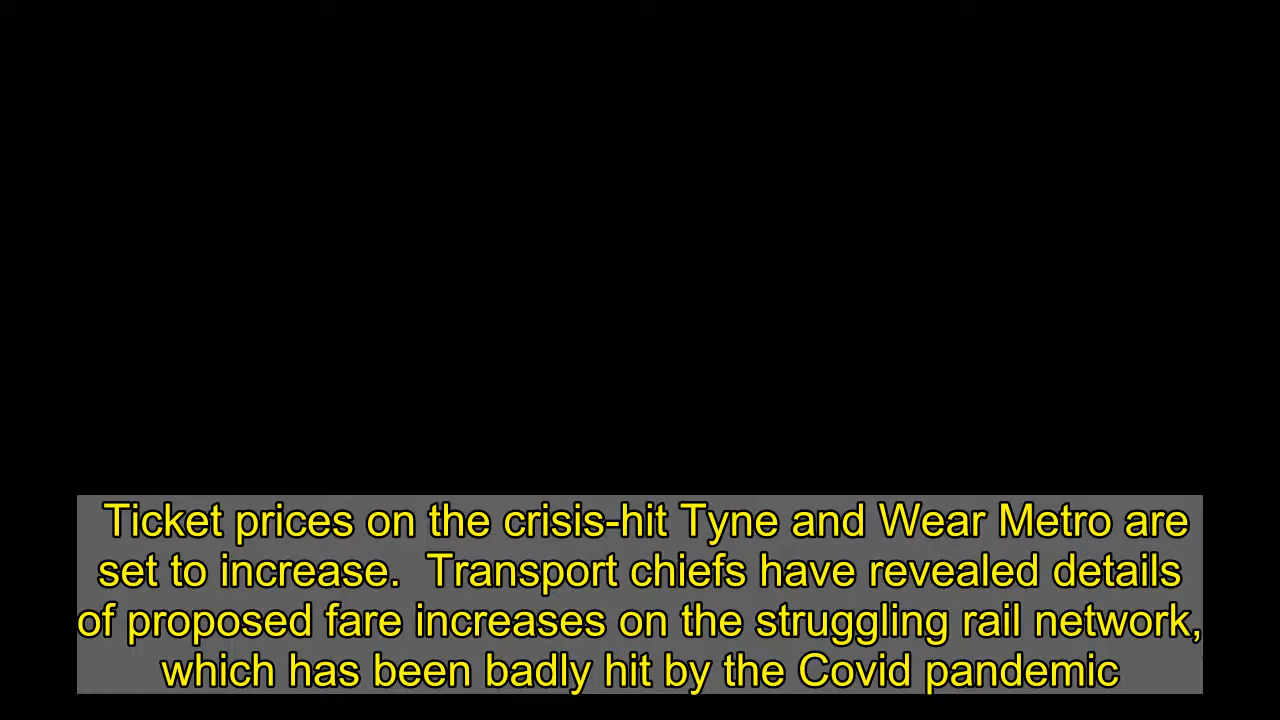 Ticket prices on the crisis-hit Tyne and Wear Metro are
set to increase.  Transport chiefs have revealed details
of proposed fare increases on the struggling rail network,
which has been badly hit by the Covid pandemic